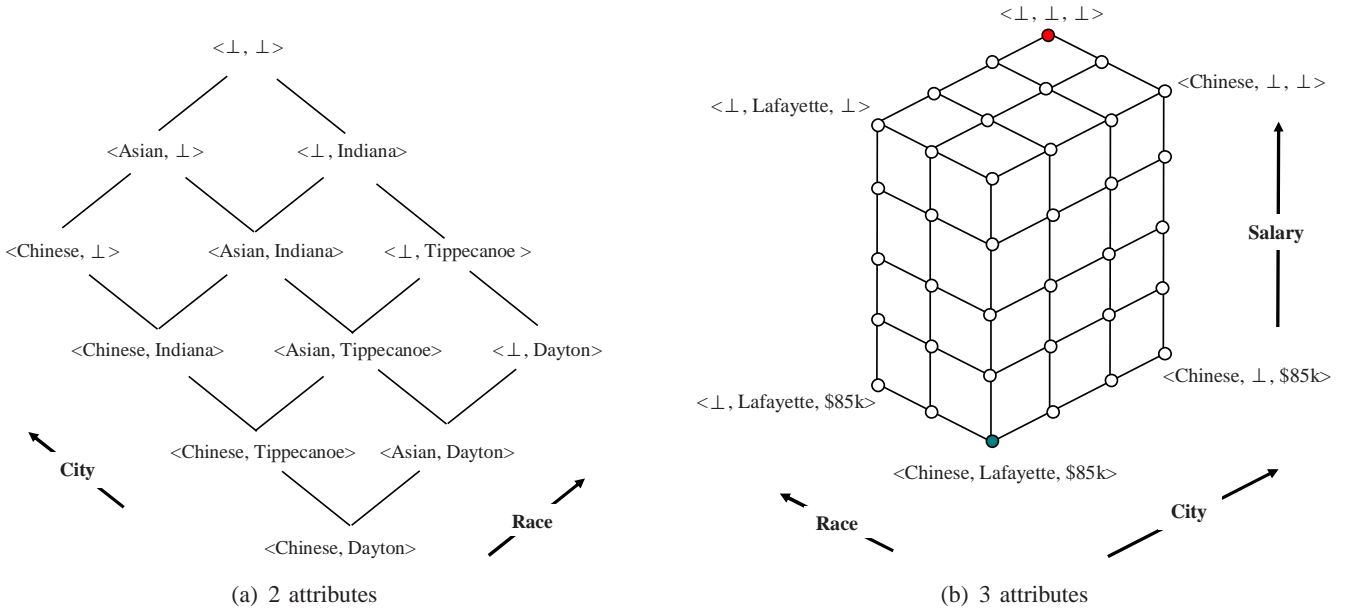 <⊥, ⊥>
<Asian, ⊥>
<⊥, Indiana>
<Chinese, ⊥>
<Asian, Indiana>
<⊥, Tippecanoe >
<Chinese, Indiana>
<Asian, Tippecanoe>
<⊥, Dayton>
<Chinese, Tippecanoe>
<Asian, Dayton>
<Chinese, Dayton>
City
Race
(a) 2 attributes
<⊥, ⊥, ⊥>
<Chinese, ⊥, ⊥>
<⊥, Lafayette, ⊥>
Salary
<Chinese, ⊥, $85k>
<⊥, Lafayette, $85k>
<Chinese, Lafayette, $85k>
Race
City
(b) 3 attributes